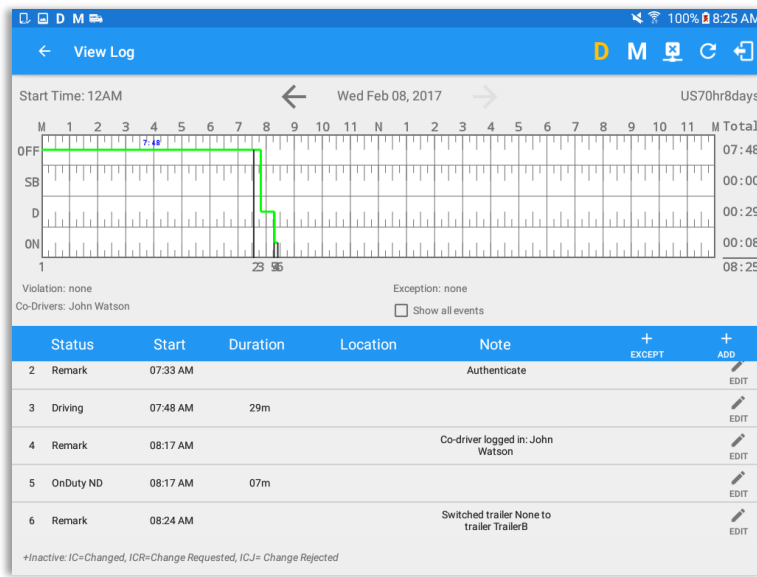 D M 100% 8:25 AM
← View Log D M
Start Time: 12AM Wed Feb 08, 2017 US70hr8days
M 1 2 3 4 5 6 7 8 9 10 11 N 1 2 3 4 5 6 7 8 9 10 11 M Total
OFF 7:48 07:48
SB 00:00
D 00:29
ON 00:08
1 23 08:25
Violation: none Exception: none
Co-Drivers: John Watson Show all events
Status Start Duration Location Note + EXCEPT + ADD
2 Remark 07:33 AM Authenticate EDIT
3 Driving 07:48 AM 29m EDIT
4 Remark 08:17 AM Co-driver logged in: John
Watson EDIT
5 OnDuty ND 08:17 AM 07m EDIT
6 Remark 08:24 AM Switched trailer None to
trailer TrailerB EDIT
+Inactive: IC=Changed, ICR=Change Requested, ICJ= Change Rejected